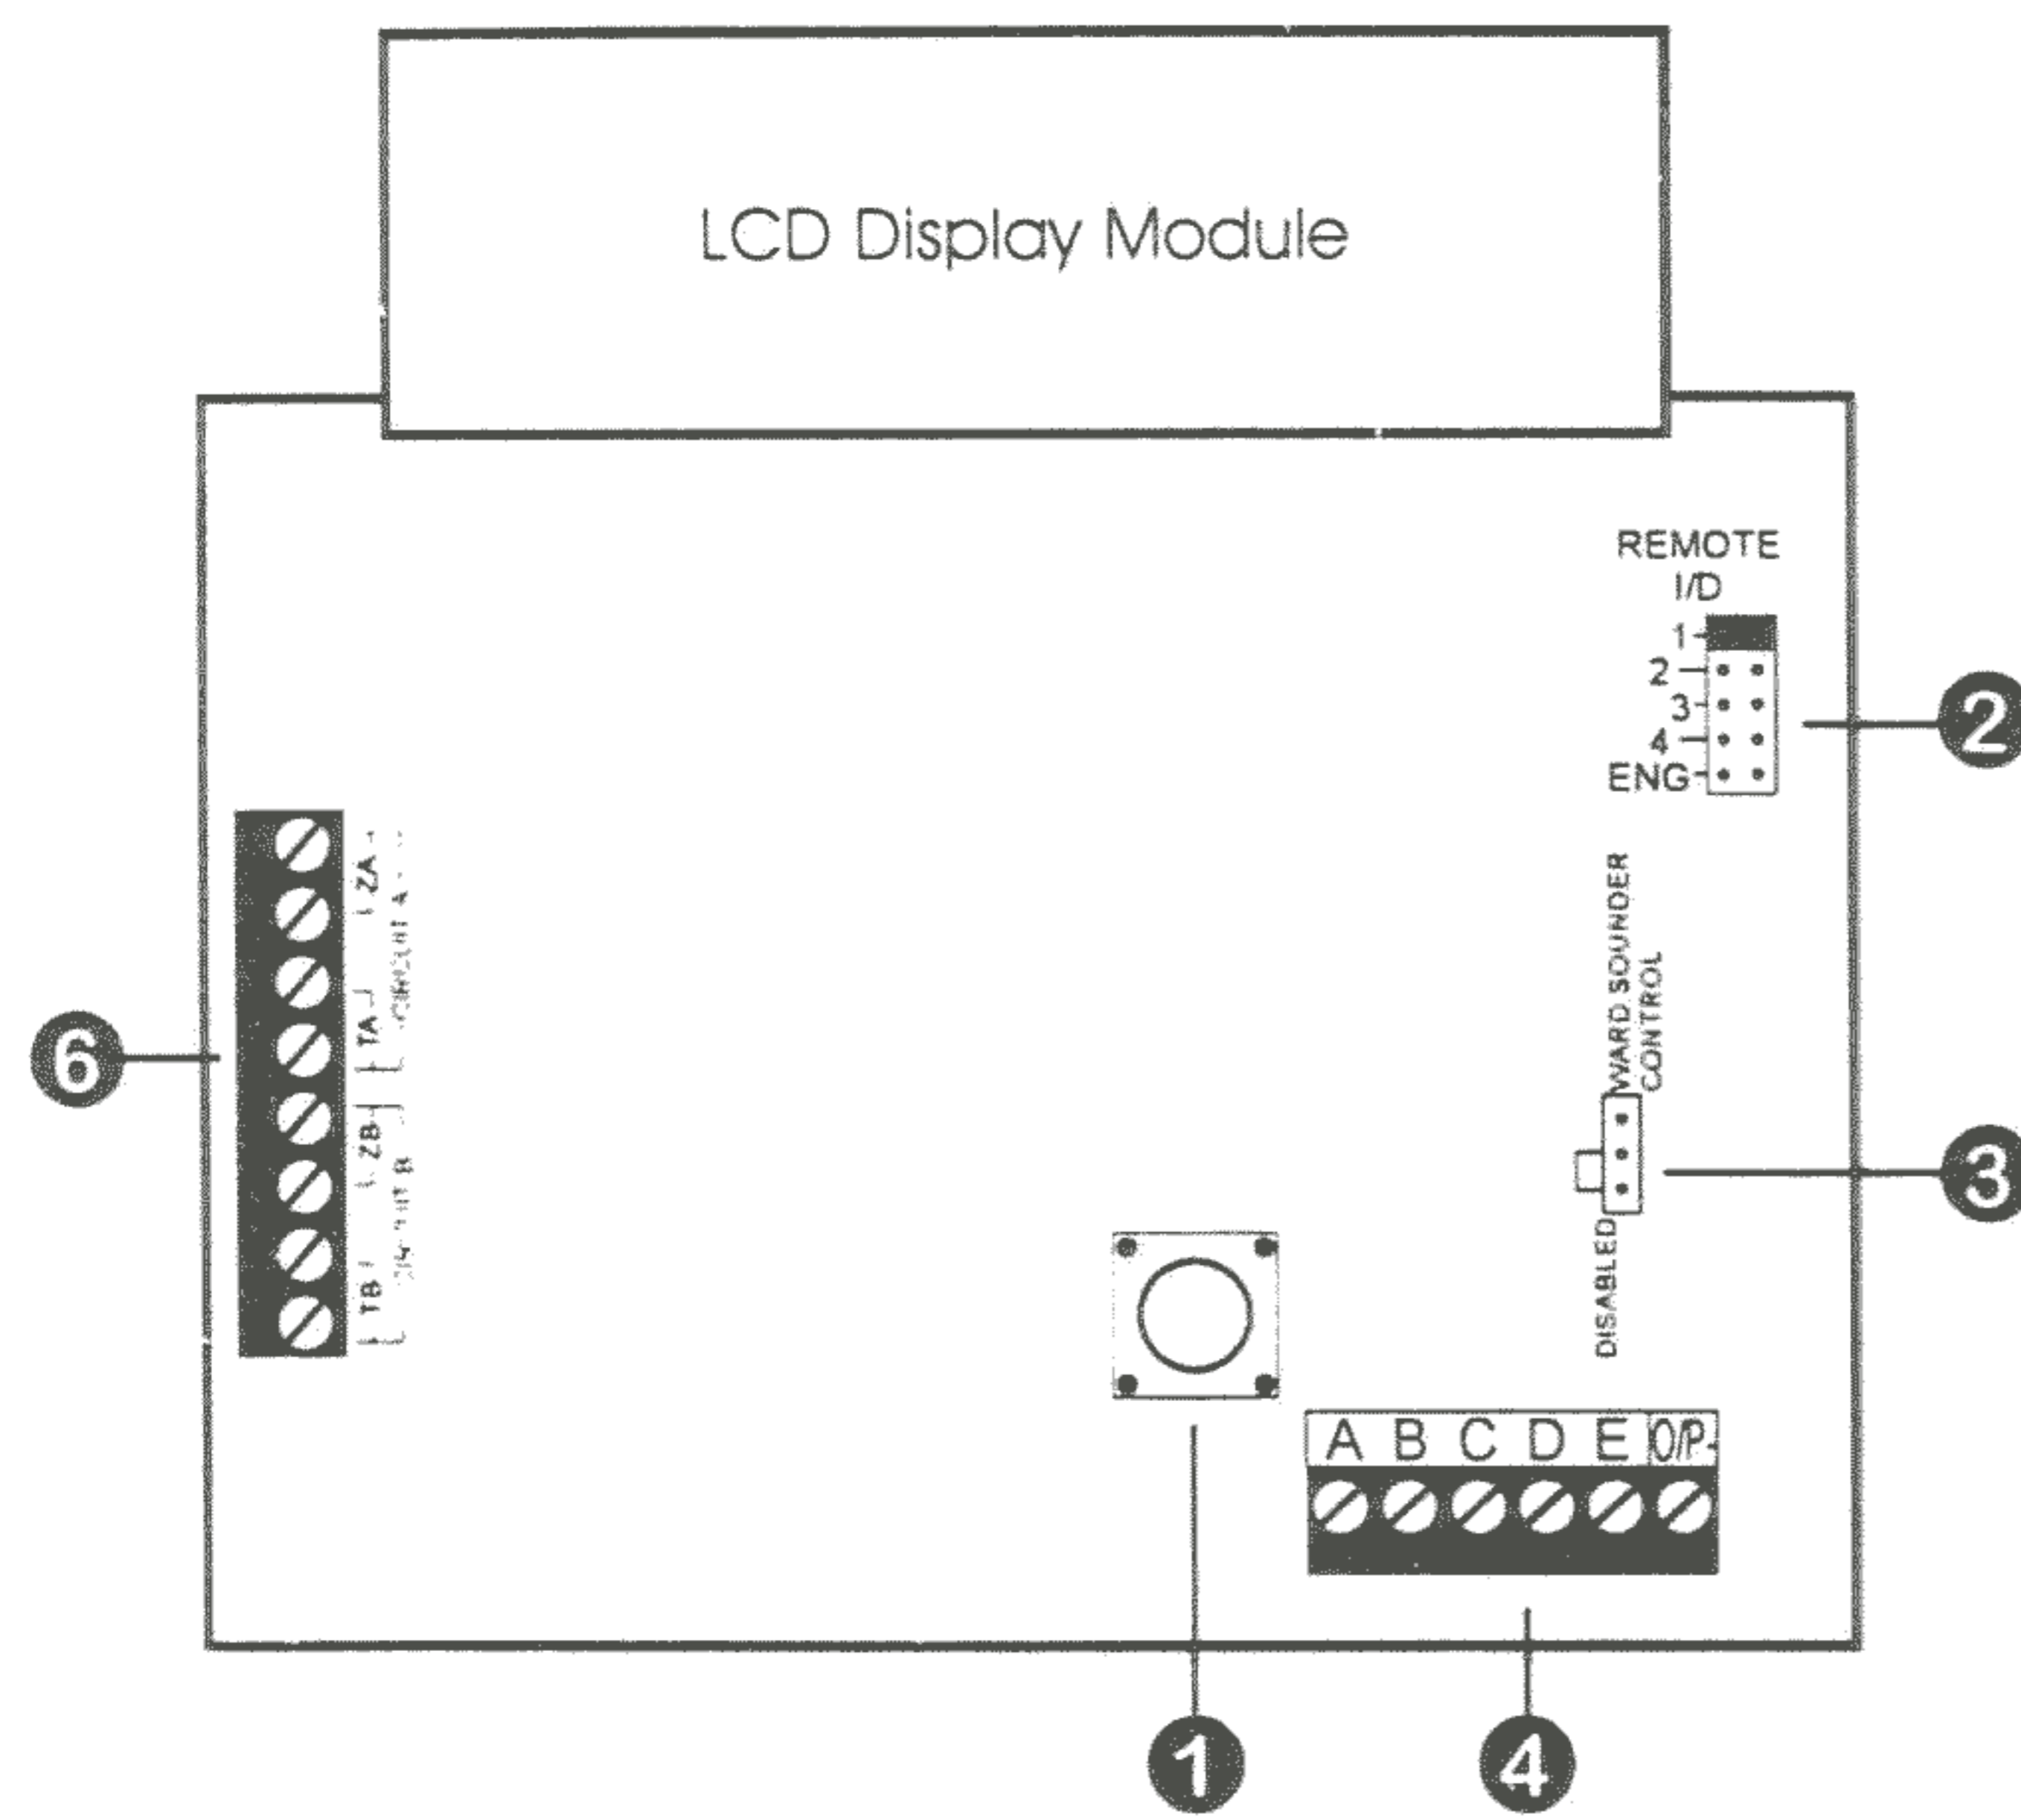 LCD Display Module
REMOTE
I/D
1
2
3
4
ENG
2
WARD SOUNDER
CONTROL
DISABLED
3
ZA
TA
ZB
TB
6
A B C D E O/P-
1
4